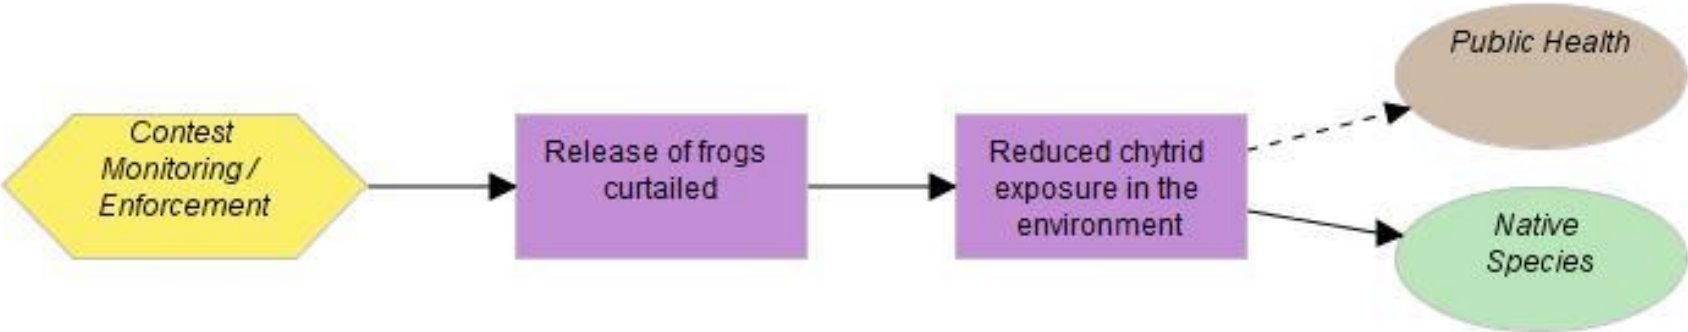 Contest
Monitoring /
Enforcement
Release of frogs
curtailed
Reduced chytrid
exposure in the
environment
Public Health
Native
Species